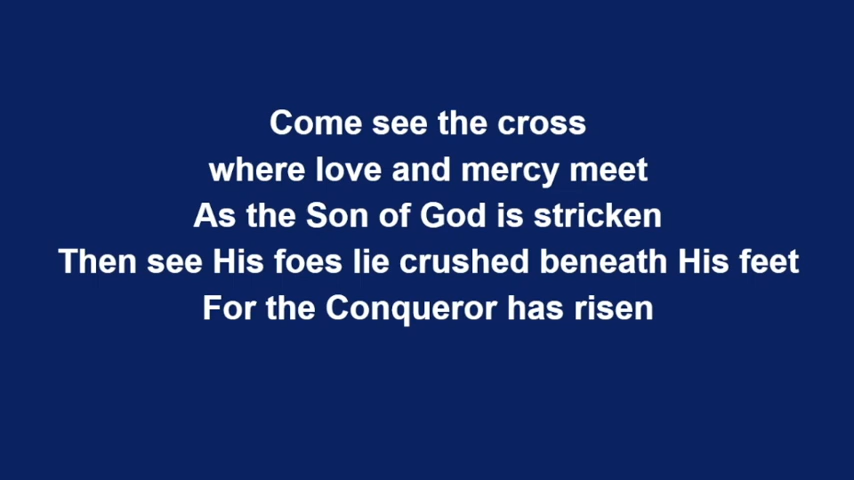 Come see the cross
where love and mercy meet
As the Son of God is stricken
Then see His foes lie crushed beneath His feet
For the Conqueror has risen